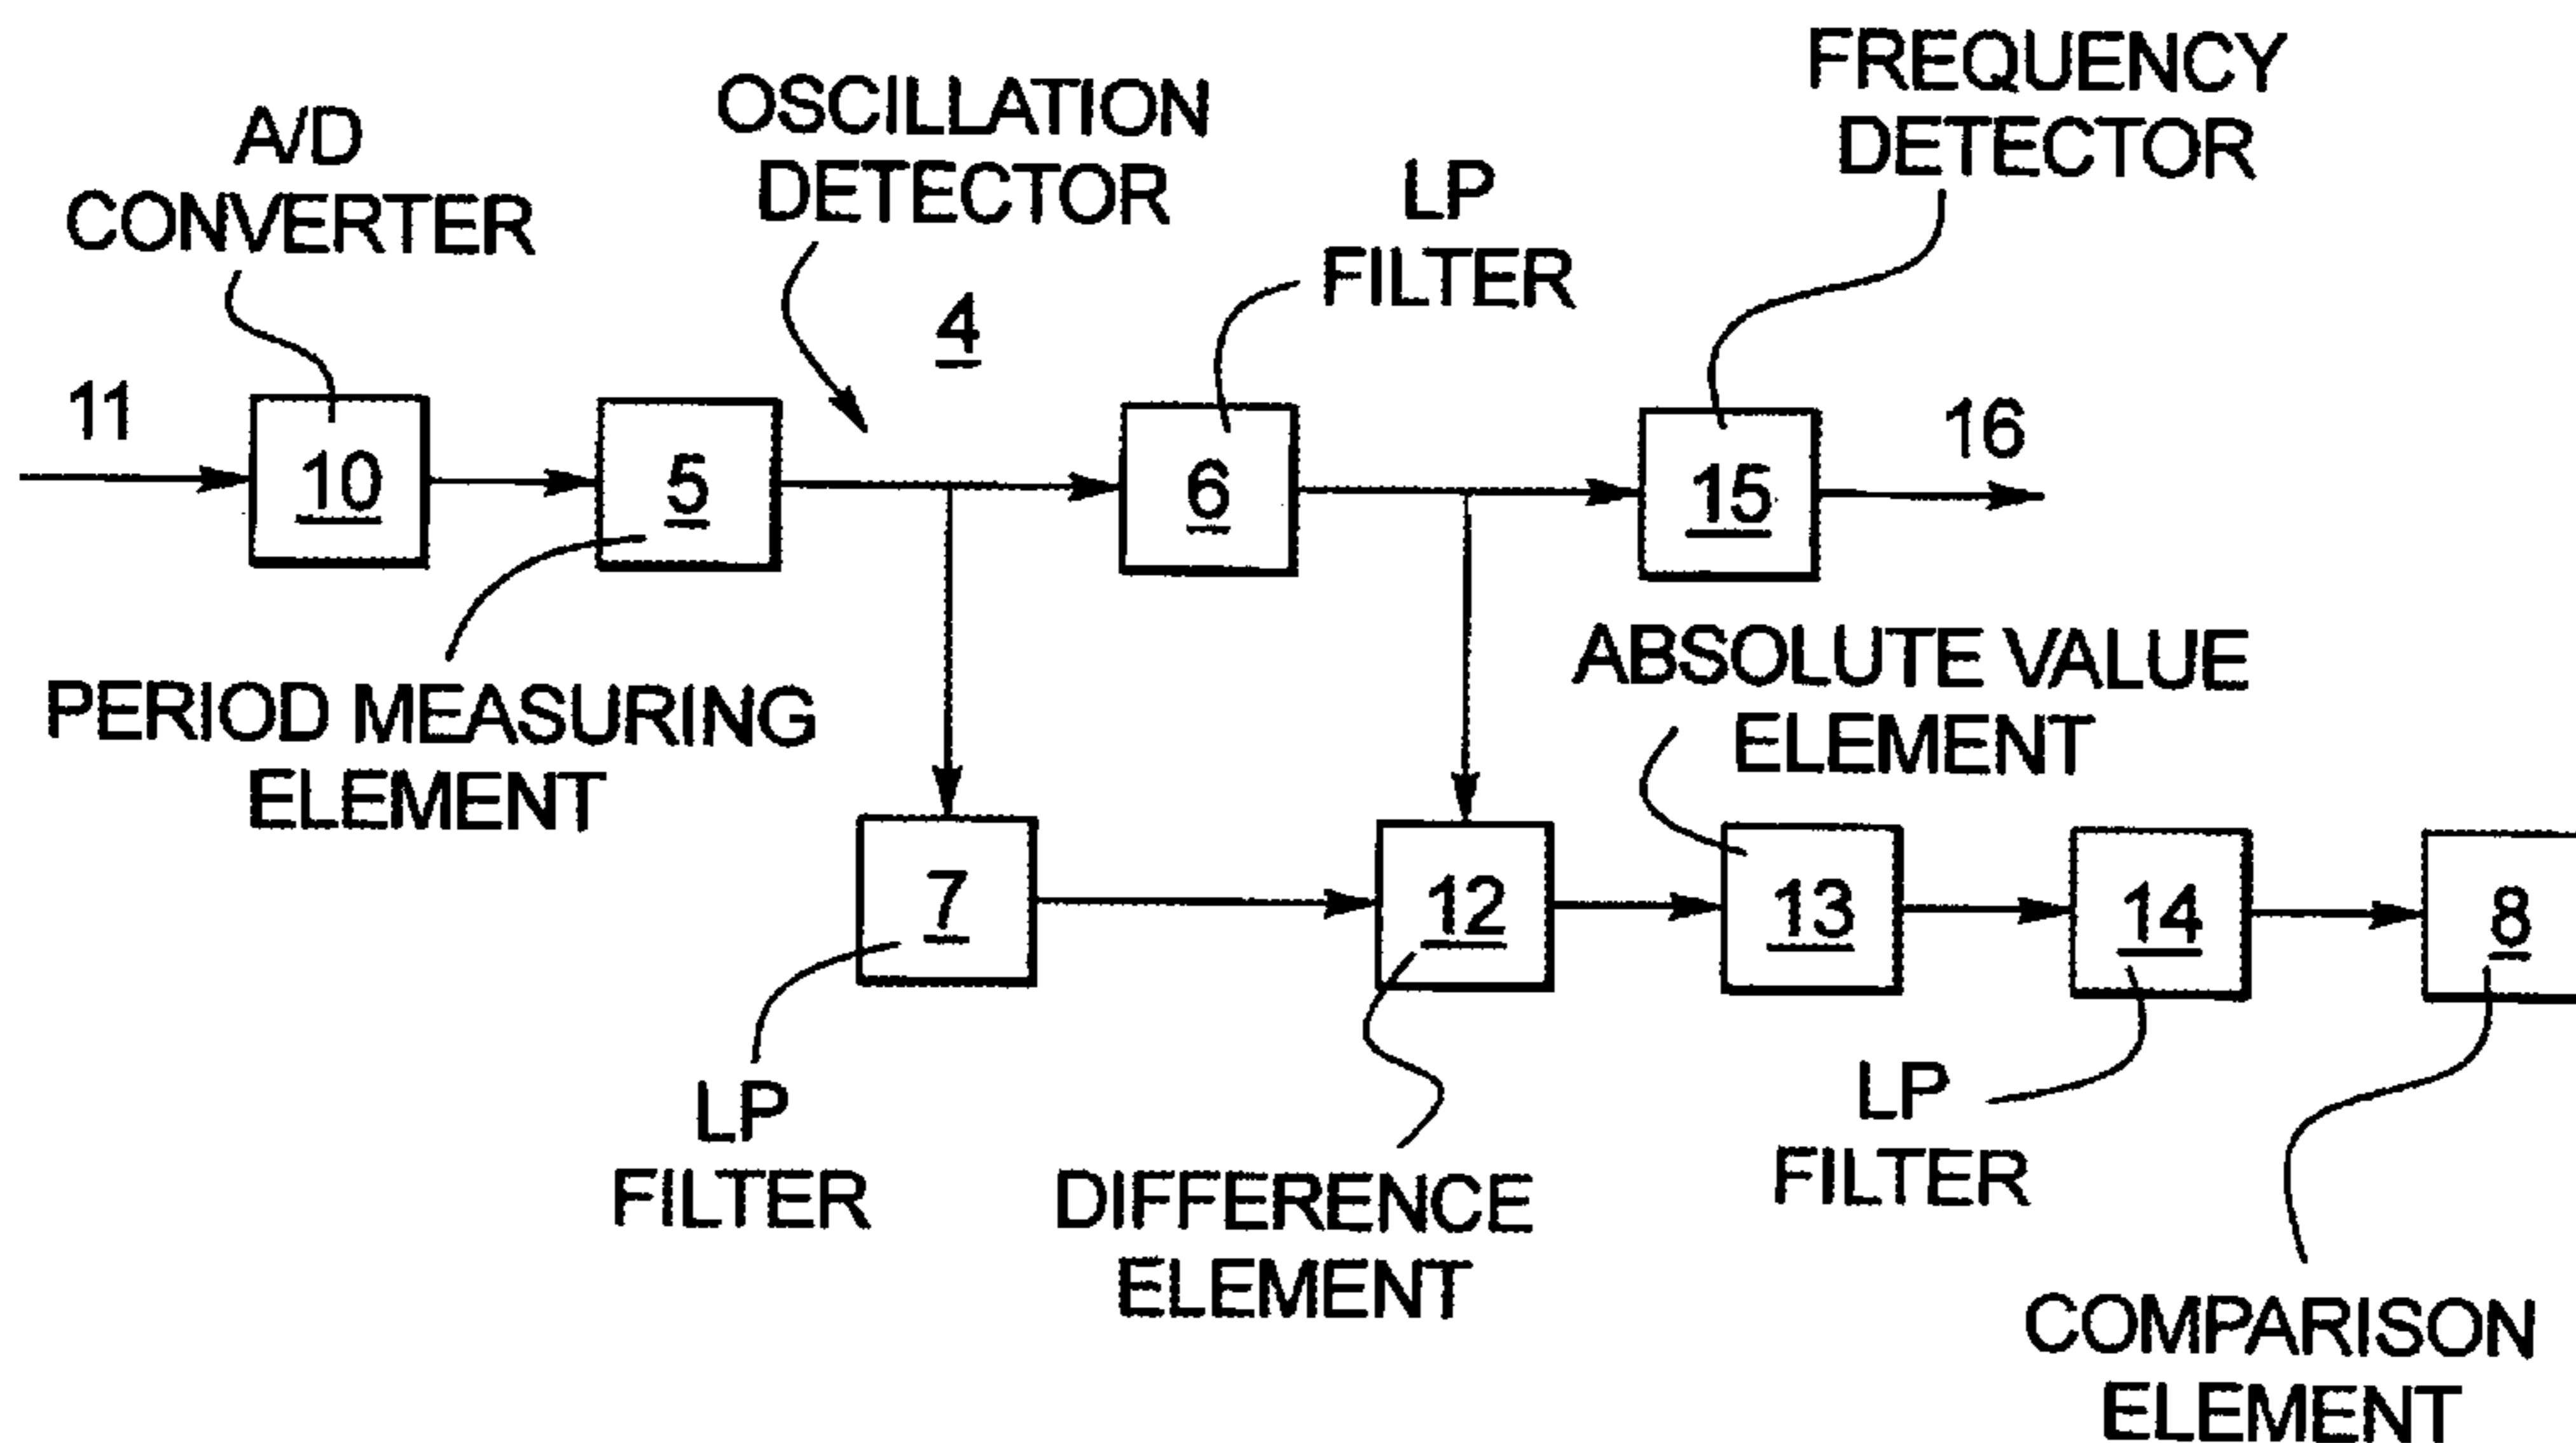 FREQUENCY
DETECTOR
OSCILLATION
DETECTOR
A/D
CONVERTER
LP
FILTER
4
11
10
5
6
15
16
PERIOD MEASURING
ELEMENT
ABSOLUTE VALUE
ELEMENT
7
12
13
14
8
LP
FILTER
DIFFERENCE
ELEMENT
LP
FILTER
COMPARISON
ELEMENT